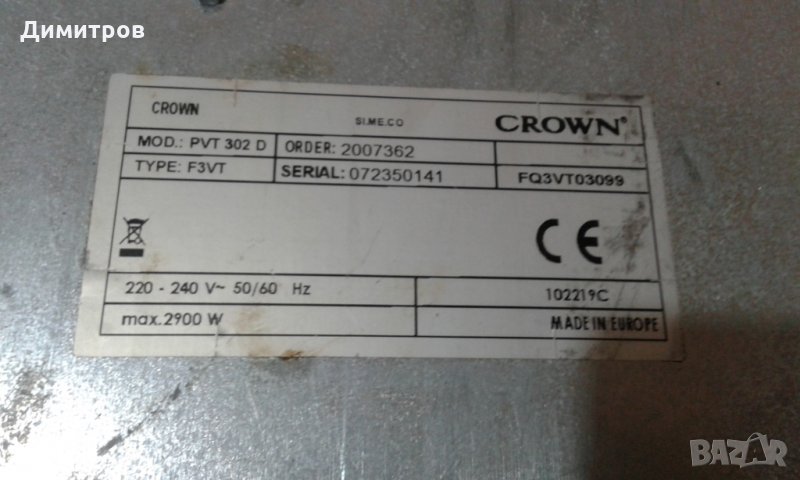 Димитров
CROWN
SI.ME.CO
CROWN®
MOD.: PVT 302 D
ORDER: 2007362
TYPE: F3VT
SERIAL: 072350141
FQ3VT03099
CE
220 - 240 V~ 50/60 Hz
102219C
max.2900 W
MADE IN EUROPE
BAZAR